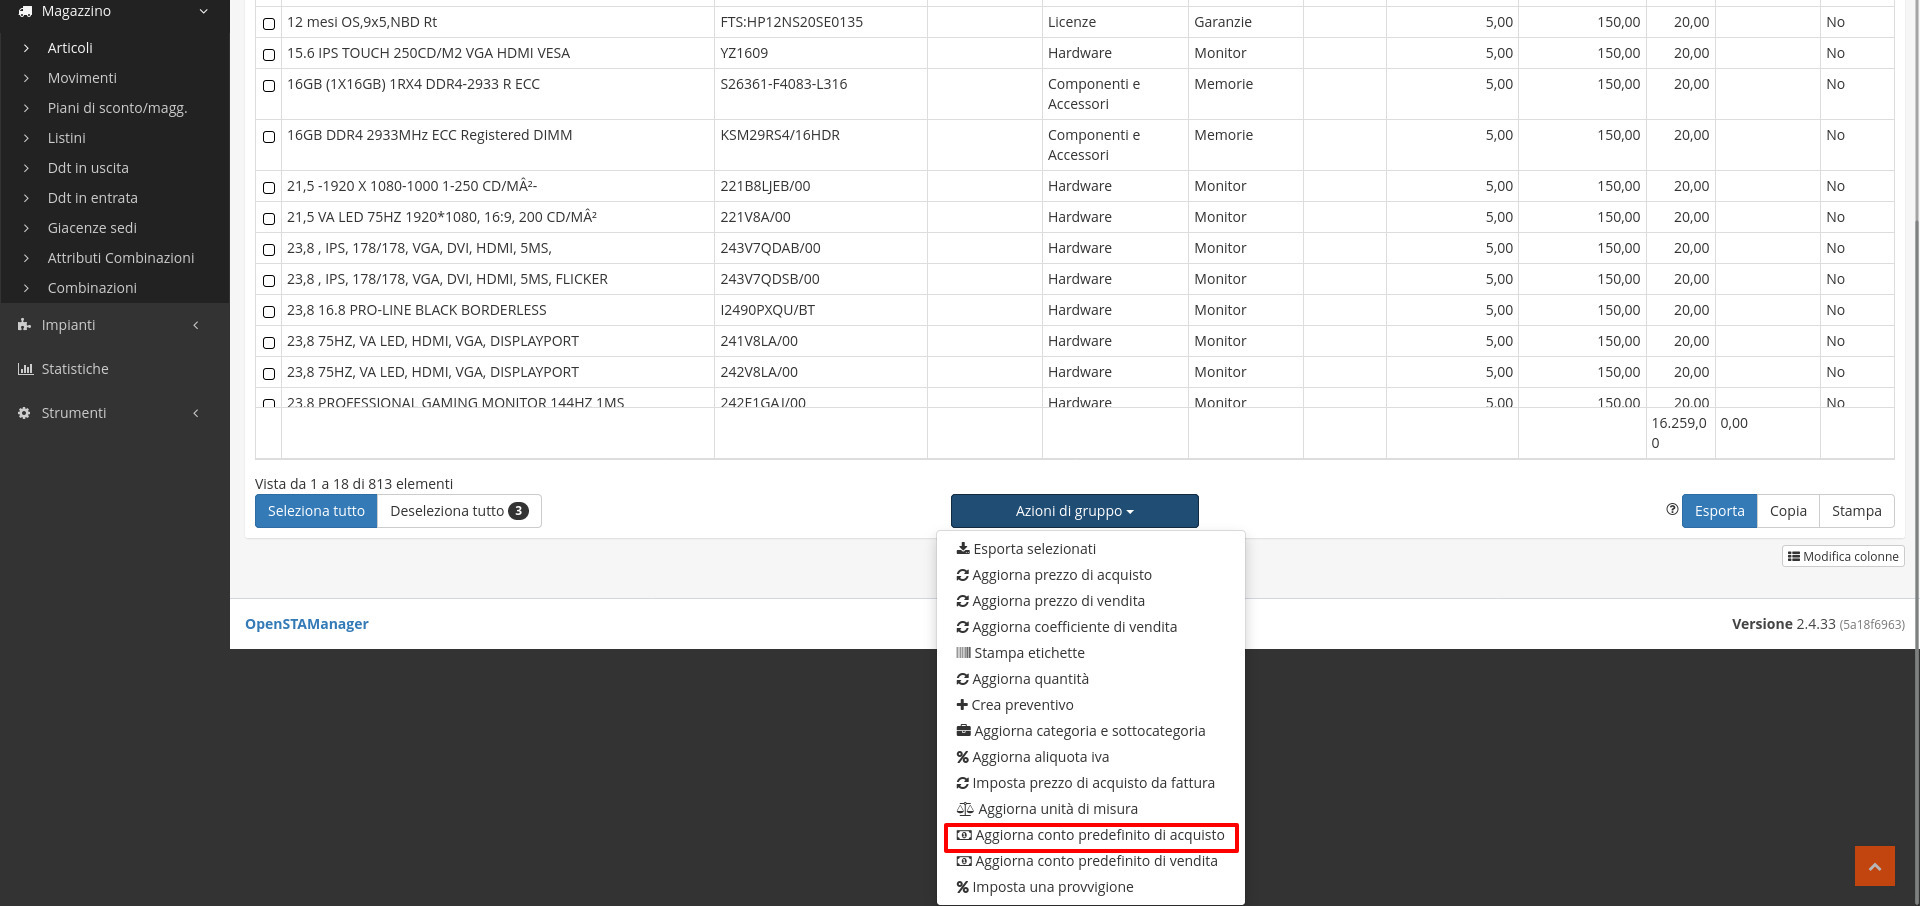 Magazzino
Articoli
Movimenti
Piani di sconto/magg.
Listini
Ddt in uscita
Ddt in entrata
Giacenze sedi
Attributi Combinazioni
Combinazioni
Impianti
Statistiche
Strumenti
12 mesi OS,9x5,NBD Rt FTS:HP12NS20SE0135 Licenze Garanzie 5,00 150,00 20,00 No
15.6 IPS TOUCH 250CD/M2 VGA HDMI VESA YZ1609 Hardware Monitor 5,00 150,00 20,00 No
16GB (1X16GB) 1RX4 DDR4-2933 R ECC S26361-F4083-L316 Componenti e Memorie 5,00 150,00 20,00 No
Accessori
16GB DDR4 2933MHz ECC Registered DIMM KSM29RS4/16HDR Componenti e Memorie 5,00 150,00 20,00 No
Accessori
21,5 -1920 X 1080-1000 1-250 CD/MÂ²- 221B8LJEB/00 Hardware Monitor 5,00 150,00 20,00 No
21,5 VA LED 75HZ 1920*1080, 16:9, 200 CD/MÂ² 221V8A/00 Hardware Monitor 5,00 150,00 20,00 No
23,8 , IPS, 178/178, VGA, DVI, HDMI, 5MS, 243V7QDAB/00 Hardware Monitor 5,00 150,00 20,00 No
23,8 , IPS, 178/178, VGA, DVI, HDMI, 5MS, FLICKER 243V7QDSB/00 Hardware Monitor 5,00 150,00 20,00 No
23,8 16.8 PRO-LINE BLACK BORDERLESS I2490PXQU/BT Hardware Monitor 5,00 150,00 20,00 No
23,8 75HZ, VA LED, HDMI, VGA, DISPLAYPORT 241V8LA/00 Hardware Monitor 5,00 150,00 20,00 No
23,8 75HZ, VA LED, HDMI, VGA, DISPLAYPORT 242V8LA/00 Hardware Monitor 5,00 150,00 20,00 No
23,8 PROFESSIONAL GAMING MONITOR 144HZ 1MS 242E1GAJ/00 Hardware Monitor 5,00 150,00 20,00 No
16.259,0 0,00
0
Vista da 1 a 18 di 813 elementi
Seleziona tutto Deseleziona tutto 3 Azioni di gruppo Esporta Copia Stampa
Modifica colonne
Esporta selezionati
Aggiorna prezzo di acquisto
Aggiorna prezzo di vendita
Aggiorna coefficiente di vendita
Stampa etichette
Aggiorna quantità
Crea preventivo
Aggiorna categoria e sottocategoria
Aggiorna aliquota iva
Imposta prezzo di acquisto da fattura
Aggiorna unità di misura
Aggiorna conto predefinito di acquisto
Aggiorna conto predefinito di vendita
Imposta una provvigione
OpenSTAManager Versione 2.4.33 (5a18f6963)